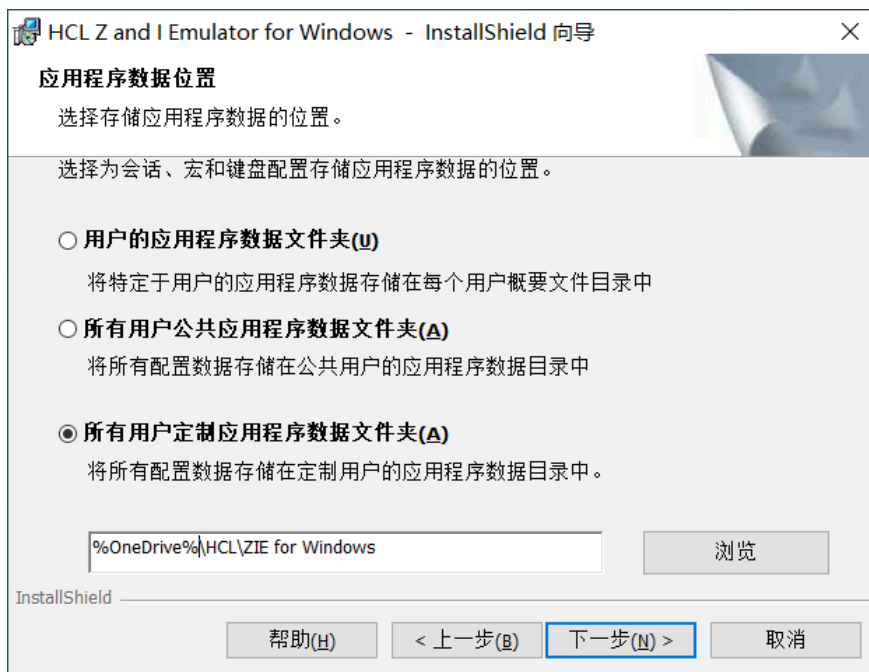 HCL Z and I Emulator for Windows - InstallShield 向导
应用程序数据位置
选择存储应用程序数据的位置。
选择为会话、宏和键盘配置存储应用程序数据的位置。
用户的应用程序数据文件夹(U)
将特定于用户的应用程序数据存储在每个用户概要文件目录中
所有用户公共应用程序数据文件夹(A)
将所有配置数据存储在公共用户的应用程序数据目录中
所有用户定制应用程序数据文件夹(A)
将所有配置数据存储在定制用户的应用程序数据目录中。
%OneDrive%\HCL\ZIE for Windows 浏览
InstallShield
帮助(H) < 上一步(B) 下一步(N) > 取消